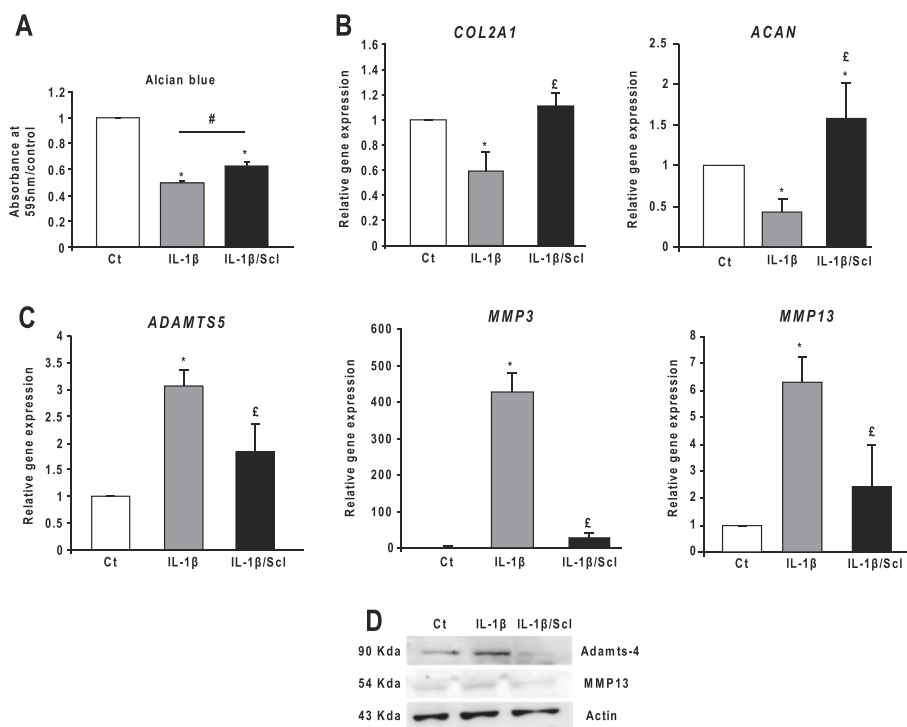 A
Alcian blue
Absorbance at
595nm/control
1.2
1
0.8
0.6
0.4
0.2
0
#
*
*
Ct
IL-1β
IL-1β/Scl
B
COL2A1
Relative gene expression
1.6
1.4
1.2
1
0.8
0.6
0.4
0.2
0
*
£
Ct
IL-1β
IL-1β/Scl
ACAN
Relative gene expression
2.5
2
1.5
1
0.5
0
*
£
*
Ct
IL-1β
IL-1β/Scl
C
ADAMTS5
Relative gene expression
4
3.5
3
2.5
2
1.5
1
0.5
0
*
£
Ct
IL-1β
IL-1β/Scl
MMP3
Relative gene expression
600
500
400
300
200
100
0
*
£
Ct
IL-1β
IL-1β/Scl
MMP13
Relative gene expression
8
7
6
5
4
3
2
1
0
*
£
Ct
IL-1β
IL-1β/Scl
D
Ct IL-1β IL-1β/Scl
90 Kda Adamts-4
54 Kda MMP13
43 Kda Actin